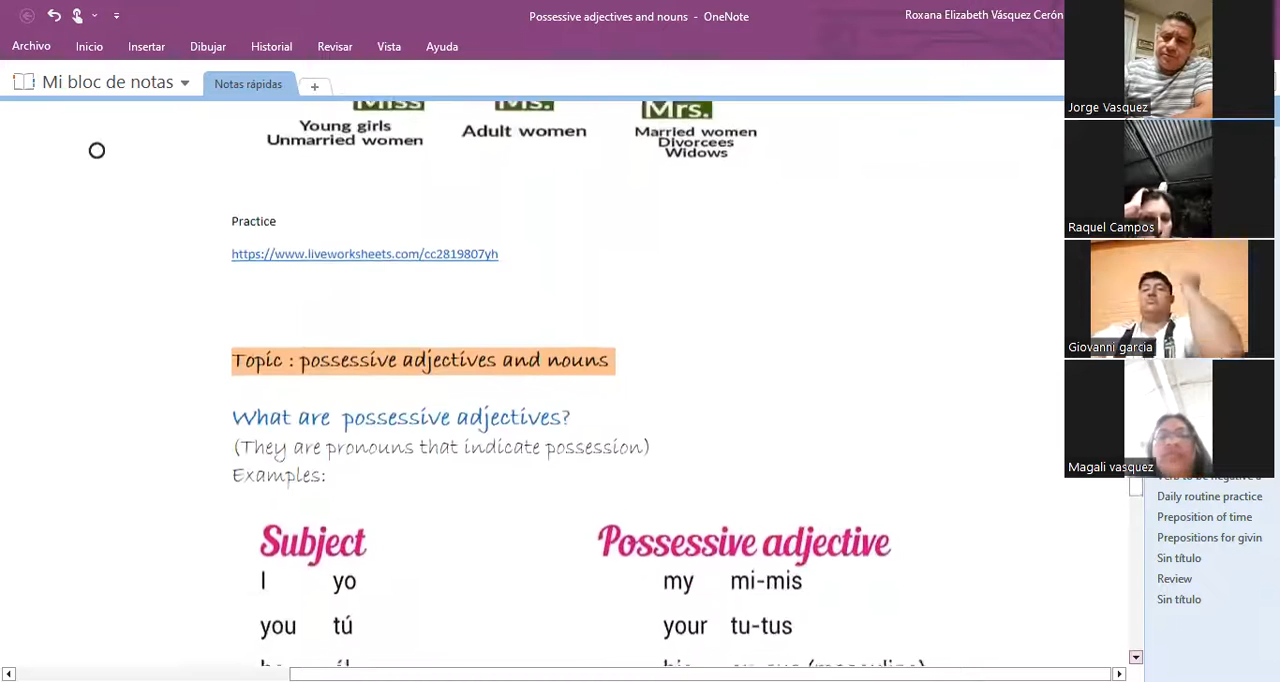 Possessive adjectives and nouns - OneNote
Roxana Elizabeth Vásquez Cerón
Archivo Inicio Insertar Dibujar Historial Revisar Vista Ayuda
Mi bloc de notas
Notas rápidas
+
Miss Ms. Mrs.
Young girls
Unmarried women
Adult women
Married women
Divorcees
Widows
Practice
https://www.liveworksheets.com/cc2819807yh
Topic : possessive adjectives and nouns
What are possessive adjectives?
(They are pronouns that indicate possession)
Examples:
Subject Possessive adjective
I yo my mi-mis
you tú your tu-tus
Jorge Vasquez
Raquel Campos
Giovanni garcia
Magali vasquez
Daily routine practice
Preposition of time
Prepositions for givin
Sin título
Review
Sin título